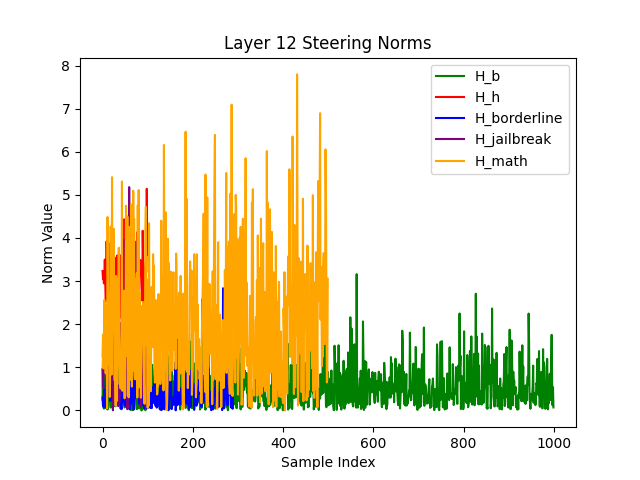 Layer 12 Steering Norms
8
7
6
5
4
3
2
1
0
Norm Value
H_b
H_h
H_borderline
H_jailbreak
H_math
0 200 400 600 800 1000
Sample Index